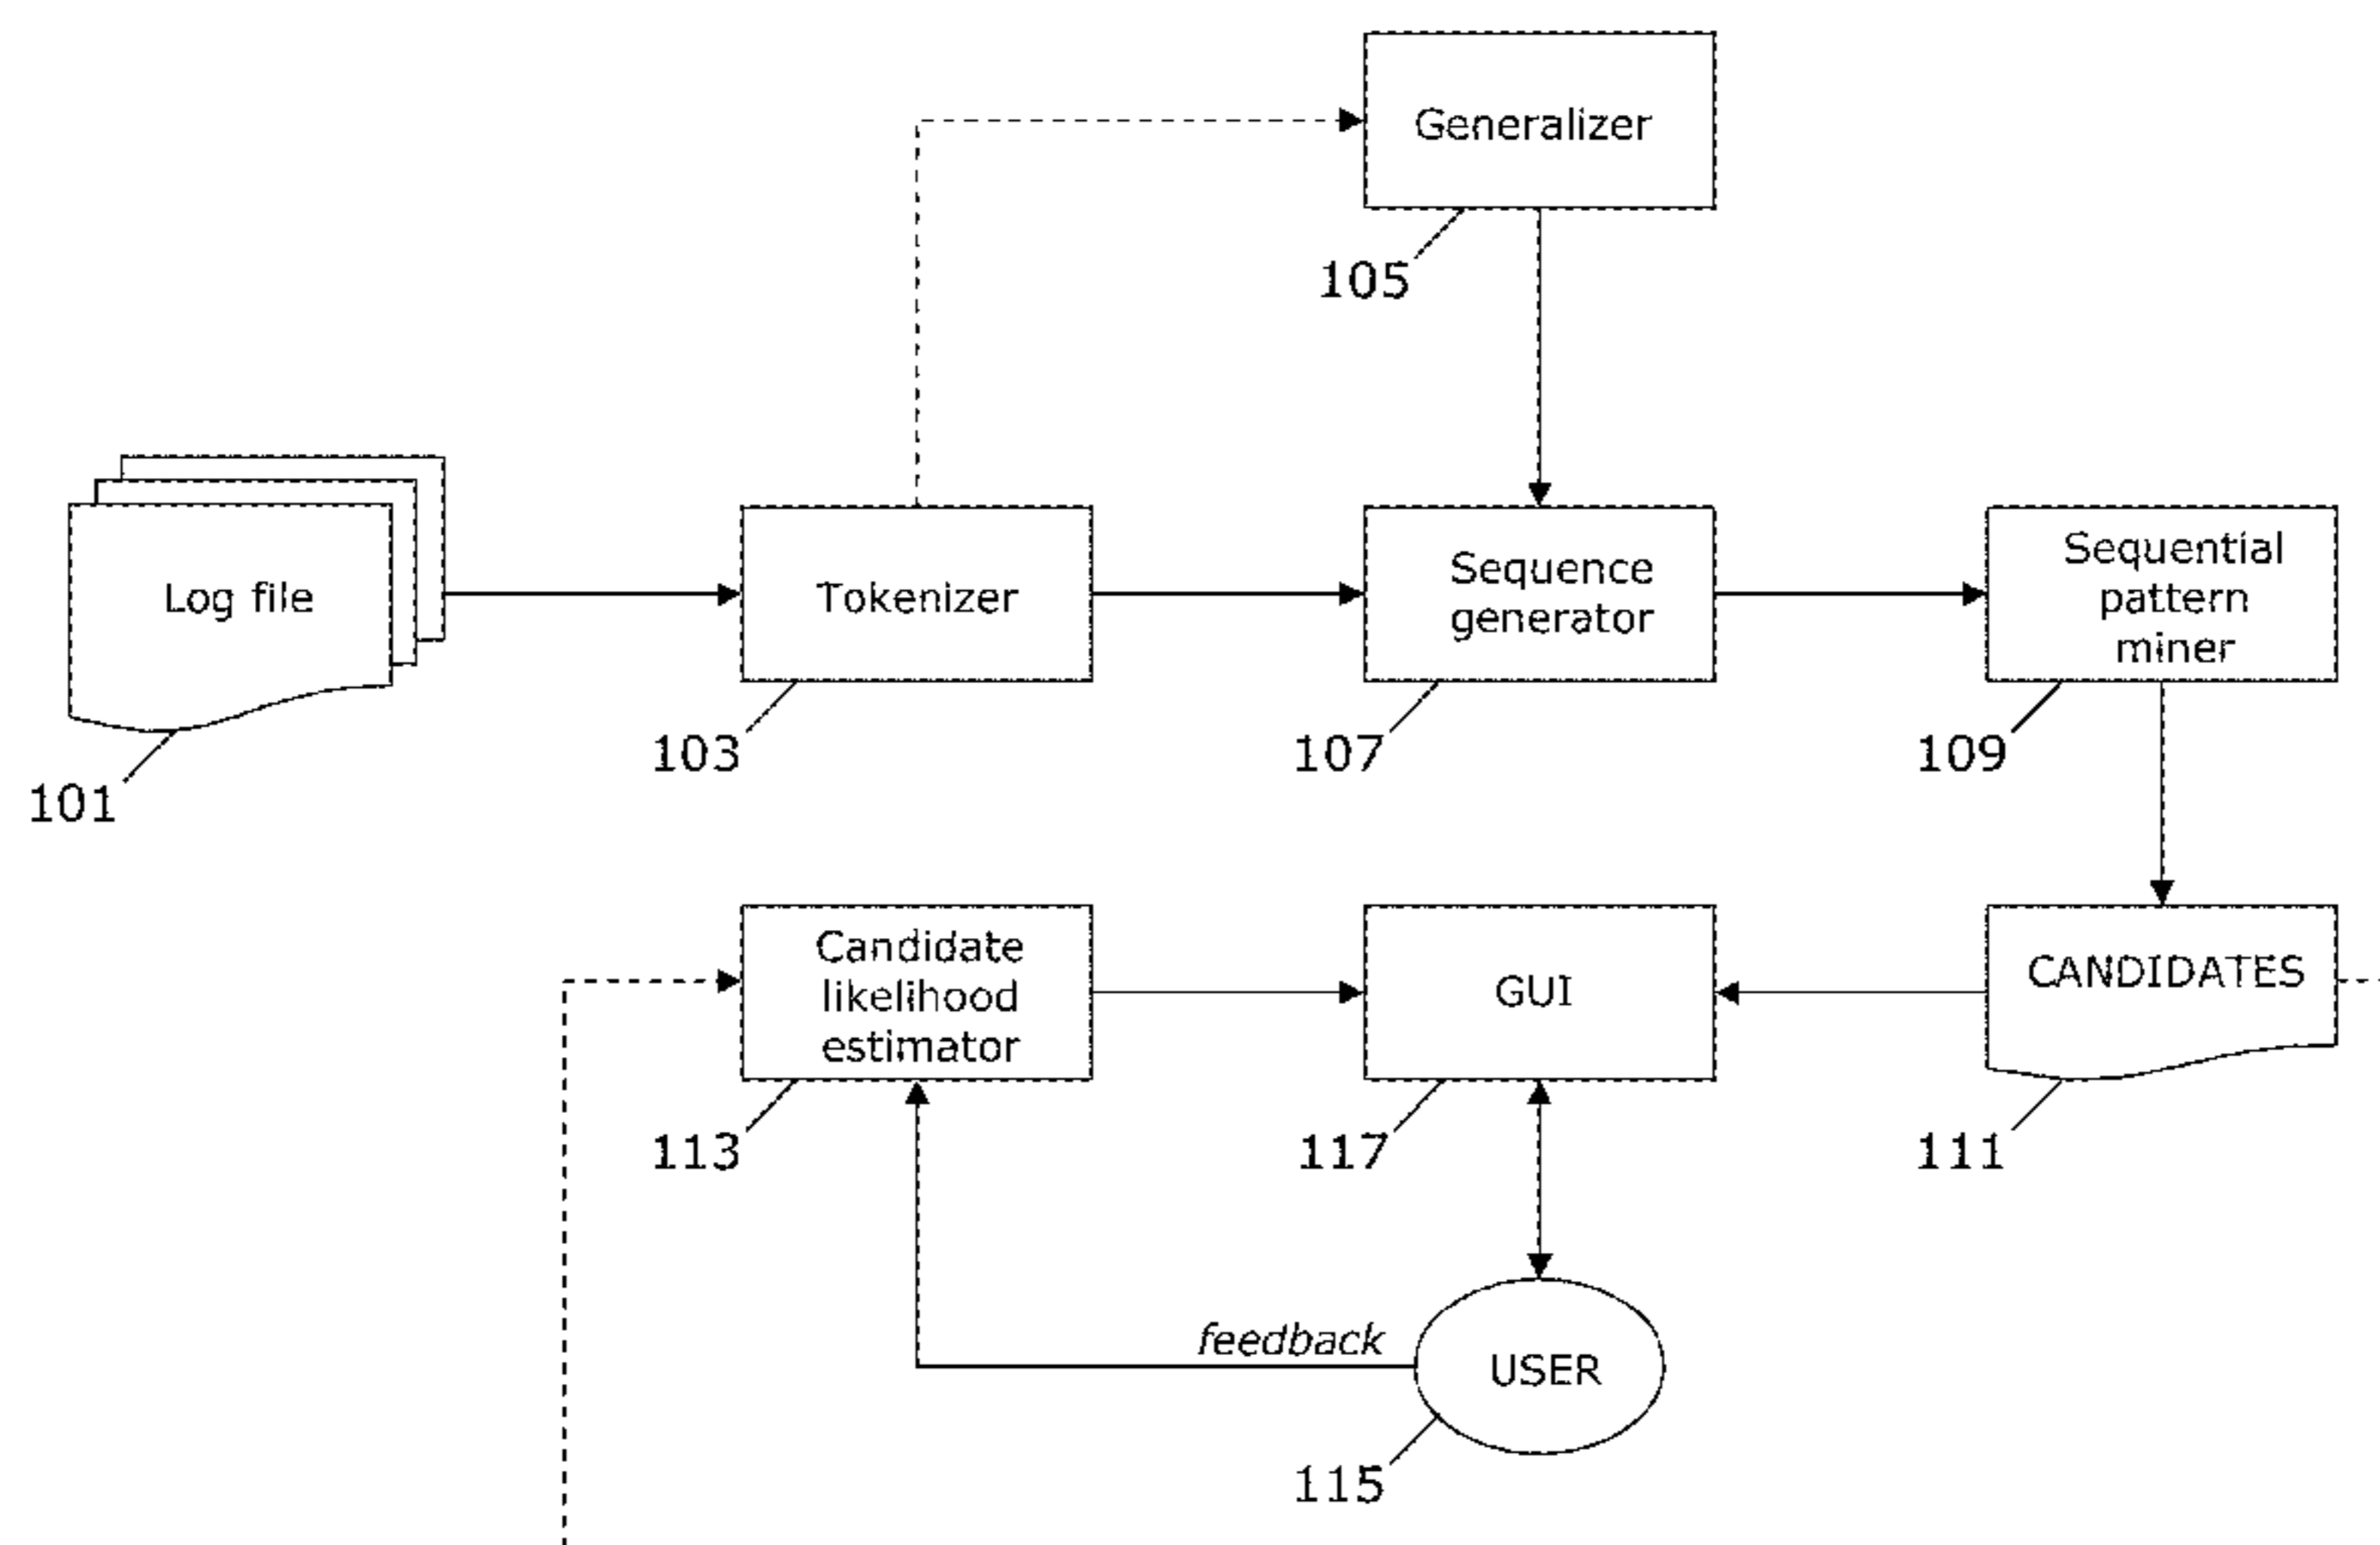 Generalizer
105
Log file
Tokenizer
Sequence
generator
Sequential
pattern
miner
101
103
107
109
Candidate
likelihood
estimator
GUI
CANDIDATES
113
117
111
feedback
USER
115